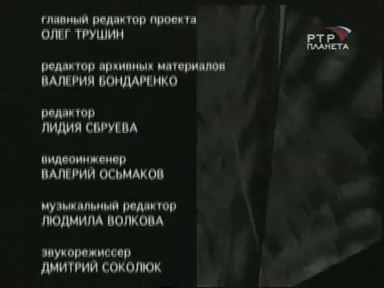 главный редактор проекта
ОЛЕГ ТРУШИН
редактор архивных материалов
ВАЛЕРИЯ БОНДАРЕНКО
редактор
ЛИДИЯ СБРУЕВА
видеоинженер
ВАЛЕРИЙ ОСЬМАКОВ
музыкальный редактор
ЛЮДМИЛА ВОЛКОВА
звукорежиссер
ДМИТРИЙ СОКОЛЮК
РТР
ПЛАНЕТА